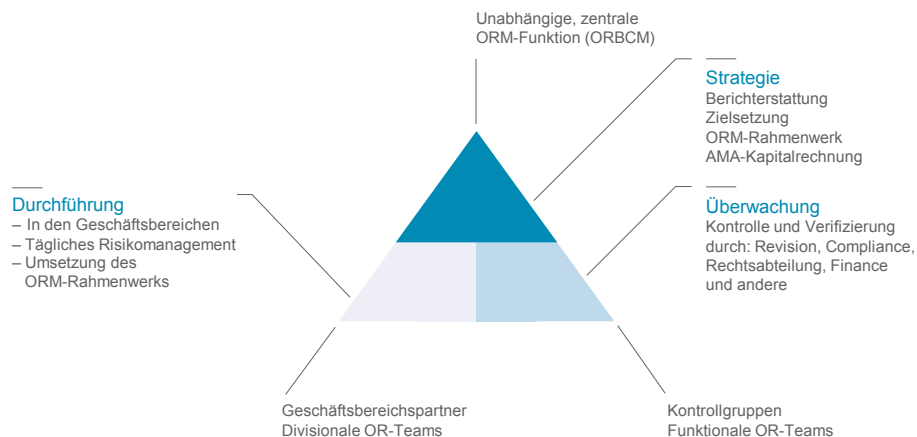 Unabhängige, zentrale
ORM-Funktion (ORBCM)
Strategie
Berichterstattung
Zielsetzung
ORM-Rahmenwerk
AMA-Kapitalrechnung
Durchführung
– In den Geschäftsbereichen
– Tägliches Risikomanagement
– Umsetzung des
ORM-Rahmenwerks
Überwachung
Kontrolle und Verifizierung
durch: Revision, Compliance,
Rechtsabteilung, Finance
und andere
Geschäftsbereichspartner
Divisionale OR-Teams
Kontrollgruppen
Funktionale OR-Teams